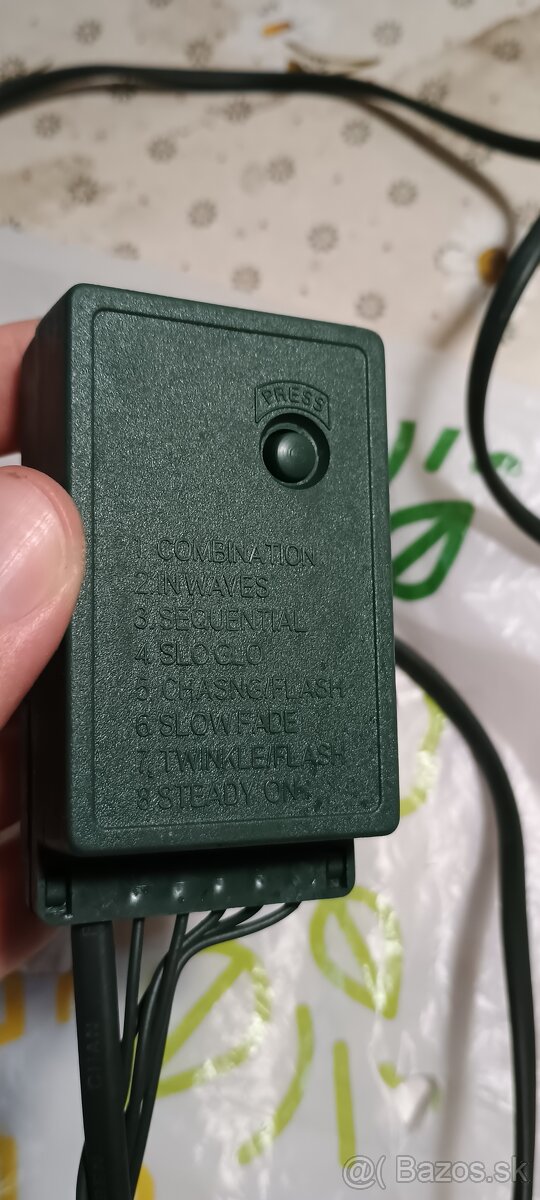 PRESS
1 COMBINATION
2.IN WAVES
3 SEQUENTIAL
4 SLO GLO
5 CHASNG/FLASH
6 SLOW FADE
7 TWINKLE/FLASH
8 STEADY ON
@( Bazos.sk